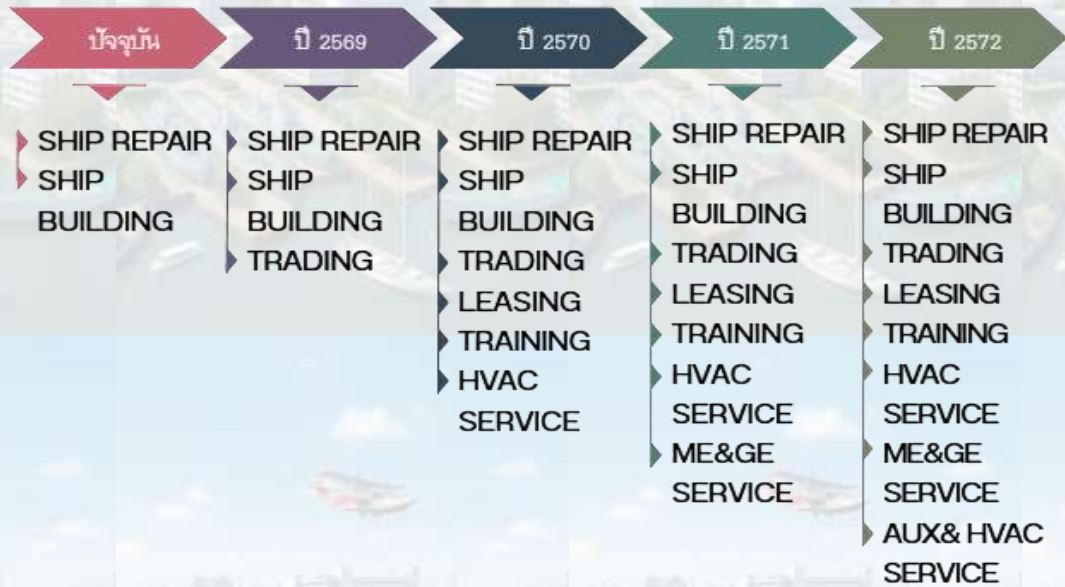 ปัจจุบัน
SHIP REPAIR
SHIP
BUILDING
ปี 2569
SHIP REPAIR
SHIP
BUILDING
TRADING
ปี 2570
SHIP REPAIR
SHIP
BUILDING
TRADING
LEASING
TRAINING
HVAC
SERVICE
ปี 2571
SHIP REPAIR
SHIP
BUILDING
TRADING
LEASING
TRAINING
HVAC
SERVICE
ME&GE
SERVICE
ปี 2572
SHIP REPAIR
SHIP
BUILDING
TRADING
LEASING
TRAINING
HVAC
SERVICE
ME&GE
SERVICE
AUX& HVAC
SERVICE